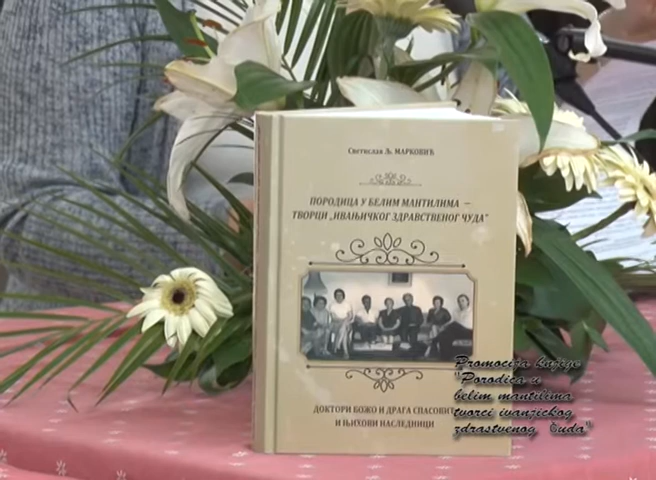 Светислав Љ. МАРКОВИЋ
ПОРОДИЦА У БЕЛИМ МАНТИЛИМА –
ТВОРЦИ „ИВАЊИЧКОГ ЗДРАВСТВЕНОГ ЧУДА“
ДОКТОРИ БОЖО И ДРАГА СПАСОВИЋ
И ЊИХОВИ НАСЛЕДНИЦИ
Promocija knjige
"Porodica u
belim mantilima
tvorci ivanjickog
zdrastvenog čuda"